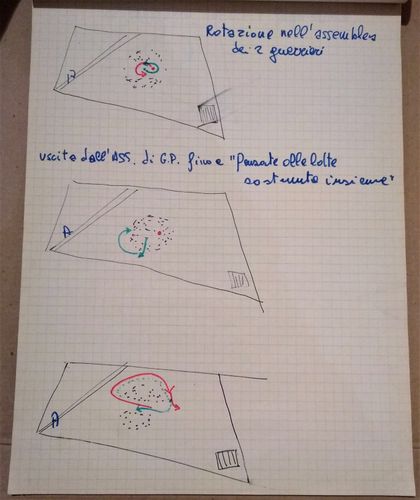 Rotazione nell'assemblea
dei 2 guerrieri
A
uscita dall'ASS. di G.P. fino a "Pensate alle lotte
sostenute insieme"
A
A